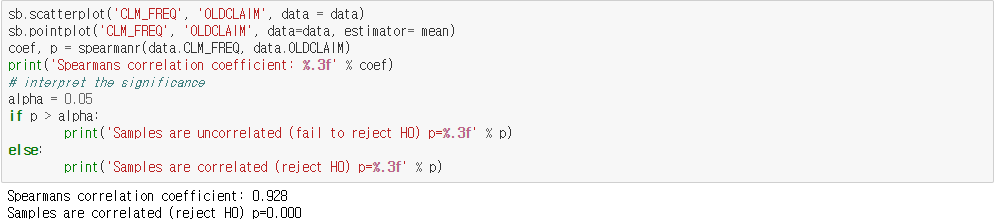 sb.scatterplot('CLM_FREQ', 'OLDCLAIM', data = data)
sb.pointplot('CLM_FREQ', 'OLDCLAIM', data=data, estimator= mean)
coef, p = spearmanr(data.CLM_FREQ, data.OLDCLAIM)
print('Spearmans correlation coefficient: %.3f' % coef)
# interpret the significance
alpha = 0.05
if p > alpha:
        print('Samples are uncorrelated (fail to reject H0) p=%.3f' % p)
else:
        print('Samples are correlated (reject H0) p=%.3f' % p)
Spearmans correlation coefficient: 0.928
Samples are correlated (reject H0) p=0.000